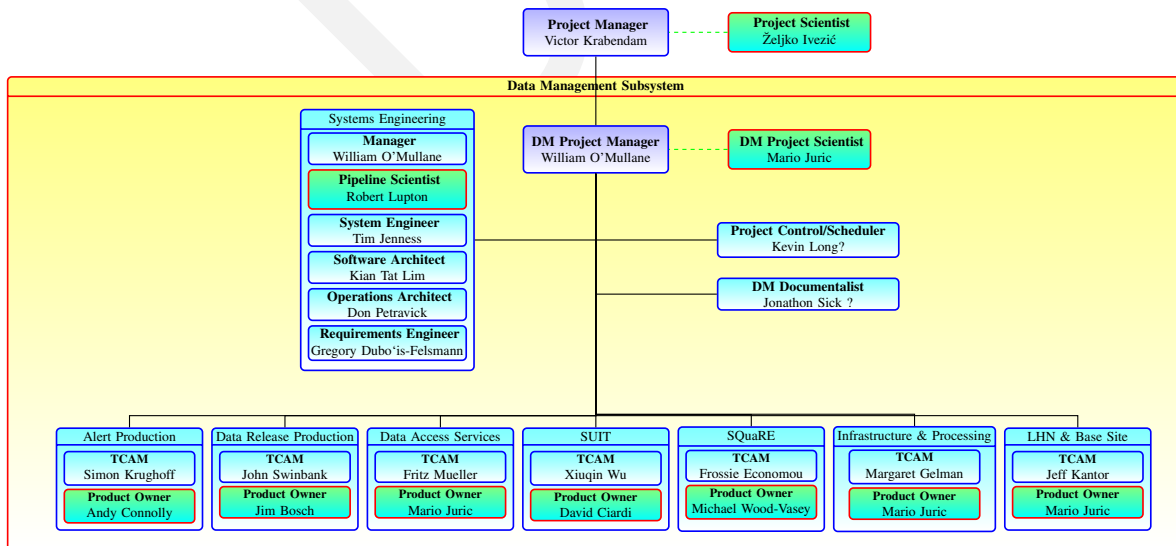 Project Manager
Victor Krabendam
Project Scientist
Željko Ivezić
Data Management Subsystem
Systems Engineering
Manager
William O'Mullane
Pipeline Scientist
Robert Lupton
System Engineer
Tim Jenness
Software Architect
Kian Tat Lim
Operations Architect
Don Petravick
Requirements Engineer
Gregory Dubo‘is-Felsmann
DM Project Manager
William O'Mullane
DM Project Scientist
Mario Juric
Project Control/Scheduler
Kevin Long?
DM Documentalist
Jonathon Sick ?
Alert Production
TCAM
Simon Krughoff
Product Owner
Andy Connolly
Data Release Production
TCAM
John Swinbank
Product Owner
Jim Bosch
Data Access Services
TCAM
Fritz Mueller
Product Owner
Mario Juric
SUIT
TCAM
Xiuqin Wu
Product Owner
David Ciardi
SQuaRE
TCAM
Frossie Economou
Product Owner
Michael Wood-Vasey
Infrastructure & Processing
TCAM
Margaret Gelman
Product Owner
Mario Juric
LHN & Base Site
TCAM
Jeff Kantor
Product Owner
Mario Juric